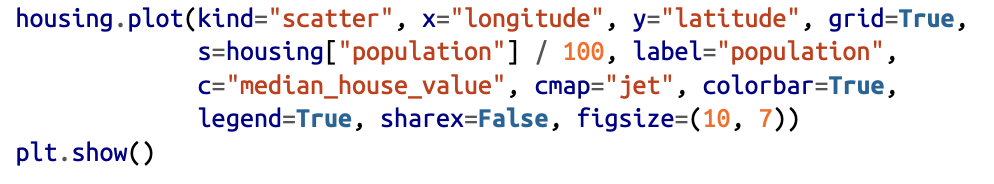 housing.plot(kind="scatter", x="longitude", y="latitude", grid=True,
             s=housing["population"] / 100, label="population",
             c="median_house_value", cmap="jet", colorbar=True,
             legend=True, sharex=False, figsize=(10, 7))
plt.show()